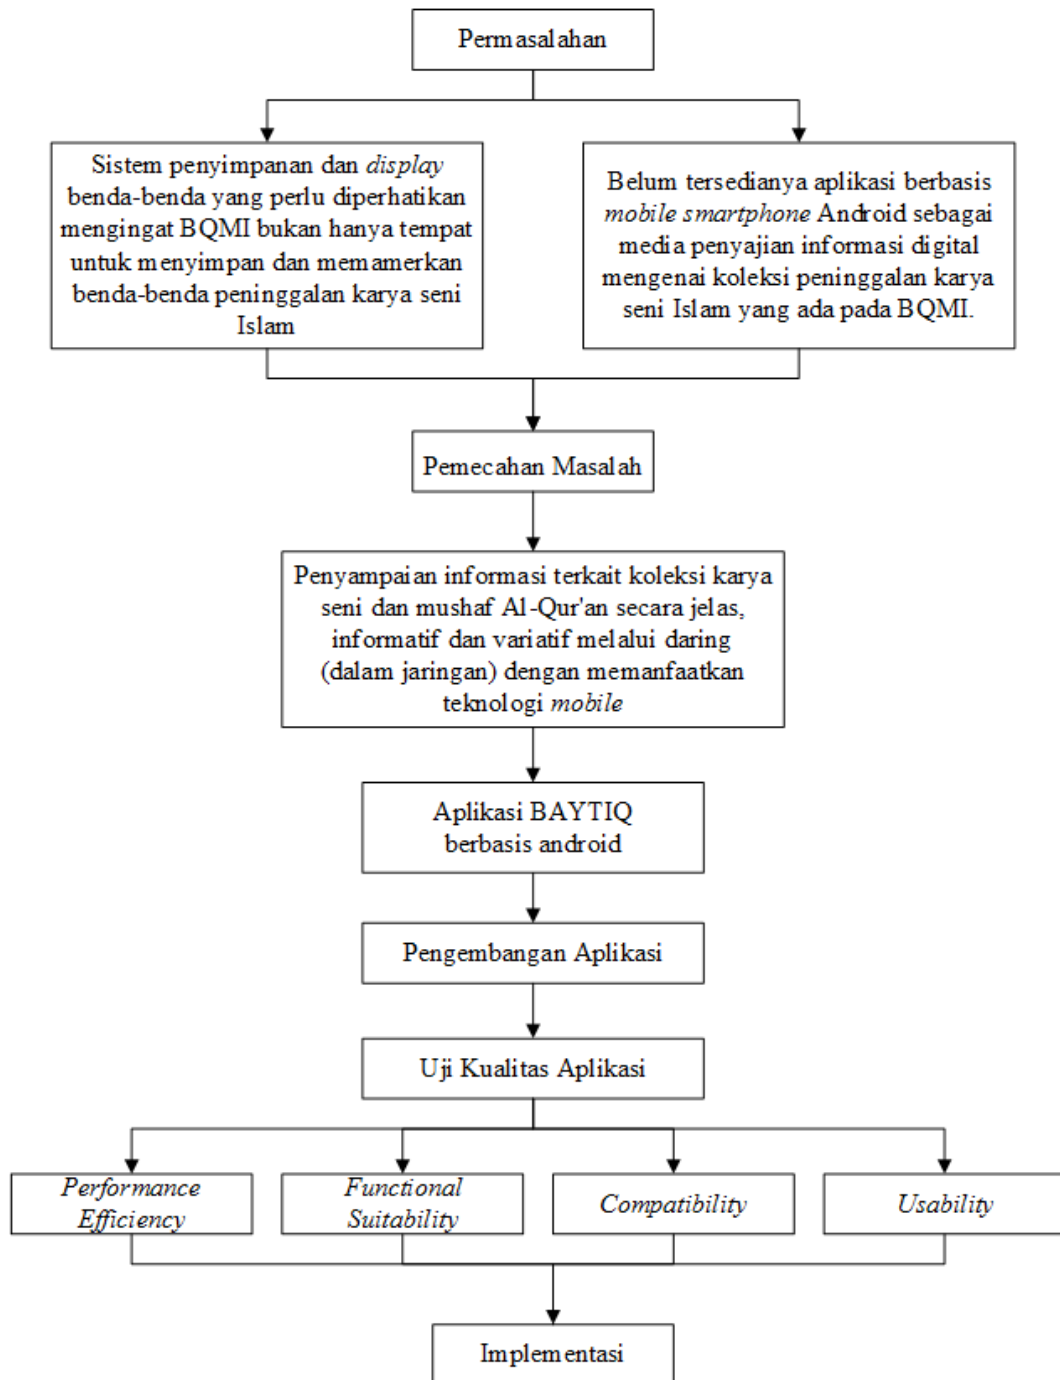 Permasalahan
Sistem penyimpanan dan display
benda-benda yang perlu diperhatikan
mengingat BQMI bukan hanya tempat
untuk menyimpan dan memamerkan
benda-benda peninggalan karya seni
Islam
Belum tersedianya aplikasi berbasis
mobile smartphone Android sebagai
media penyajian informasi digital
mengenai koleksi peninggalan karya
seni Islam yang ada pada BQMI.
Pemecahan Masalah
Penyampaian informasi terkait koleksi karya
seni dan mushaf Al-Qur'an secara jelas,
informatif dan variatif melalui daring
(dalam jaringan) dengan memanfaatkan
teknologi mobile
Aplikasi BAYTIQ
berbasis android
Pengembangan Aplikasi
Uji Kualitas Aplikasi
Performance
Efficiency
Functional
Suitability
Compatibility
Usability
Implementasi